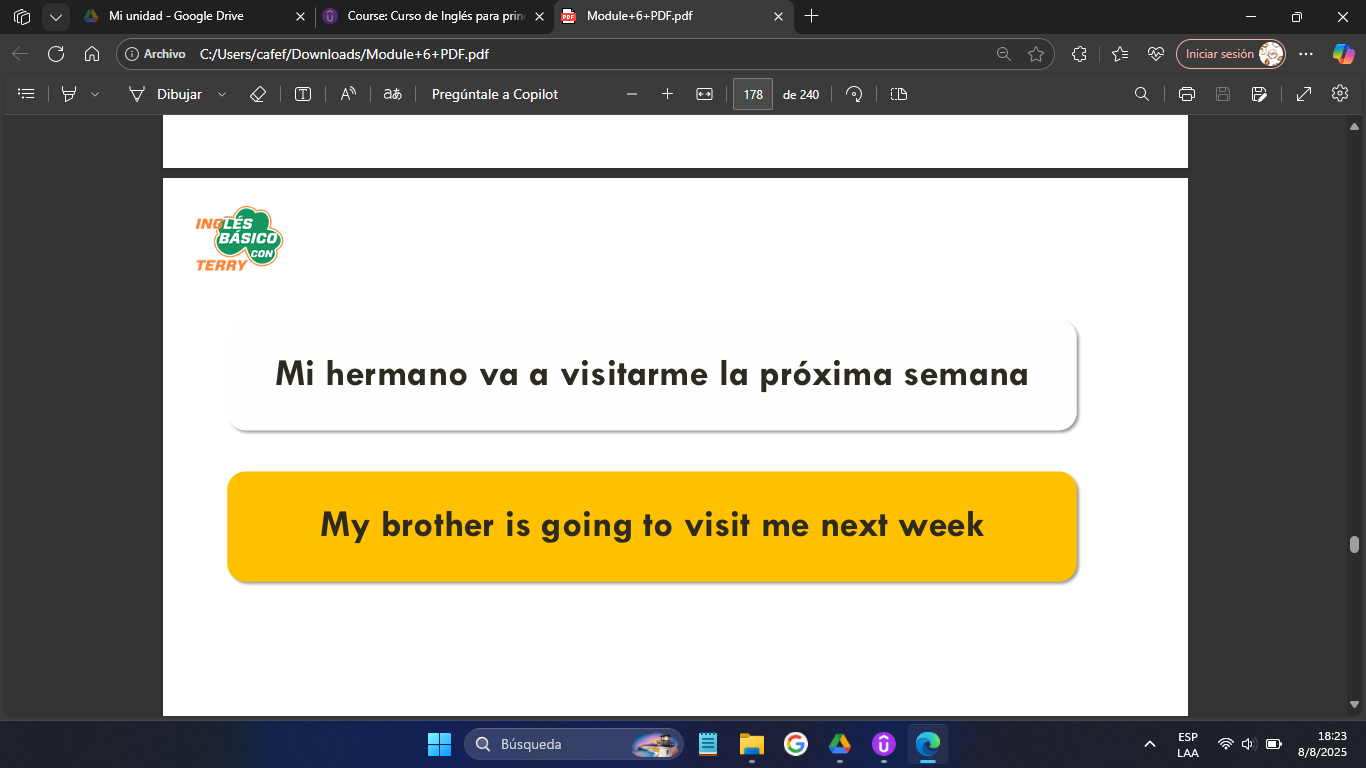 Mi unidad - Google Drive
Course: Curso de Inglés para prin
Module+6+PDF.pdf
Archivo C:/Users/cafef/Downloads/Module+6+PDF.pdf
Iniciar sesión
Dibujar
Pregúntale a Copilot
178 de 240
INGLÉS
BÁSICO
CON
TERRY
Mi hermano va a visitarme la próxima semana
My brother is going to visit me next week
Búsqueda
ESP
LAA
18:23
8/8/2025